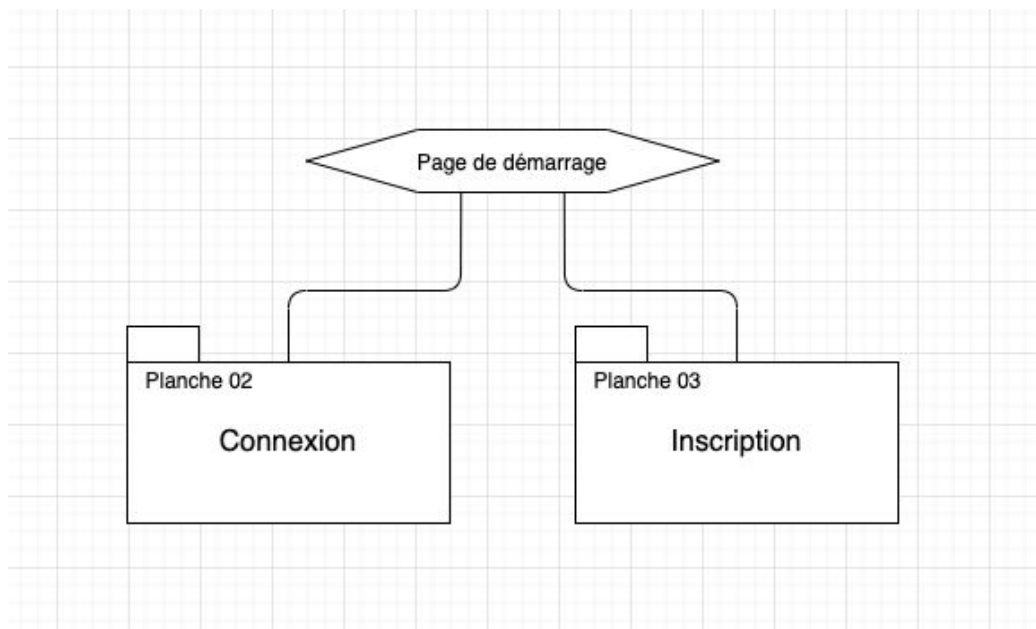 Page de démarrage
Planche 02
Connexion
Planche 03
Inscription